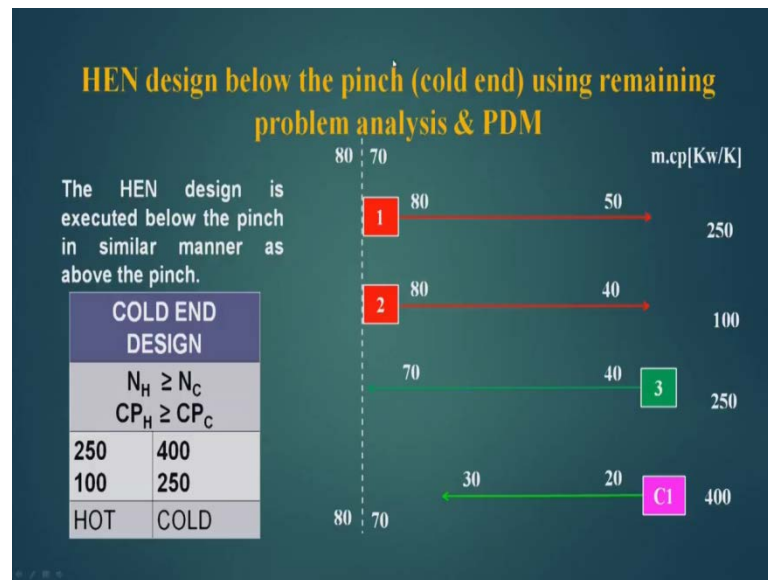 HEN design below the pinch (cold end) using remaining
problem analysis & PDM
The HEN design is
executed below the pinch
in similar manner as
above the pinch.
COLD END
DESIGN
N_H ≥ N_C
CP_H ≥ CP_C
250 400
100 250
HOT COLD
80 70
m.cp[Kw/K]
1 80 50 250
2 80 40 100
70 40 3 250
30 20 C1 400
80 70